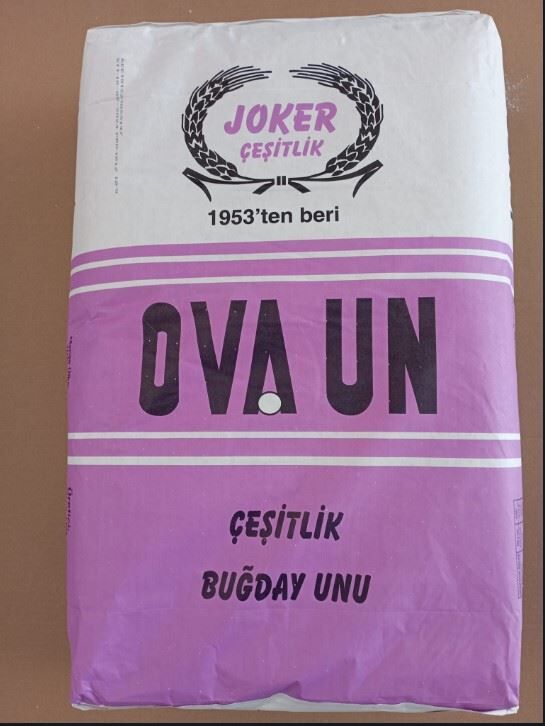 JOKER
ÇEŞİTLİK
1953'ten beri
OVA UN
ÇEŞİTLİK
BUĞDAY UNU